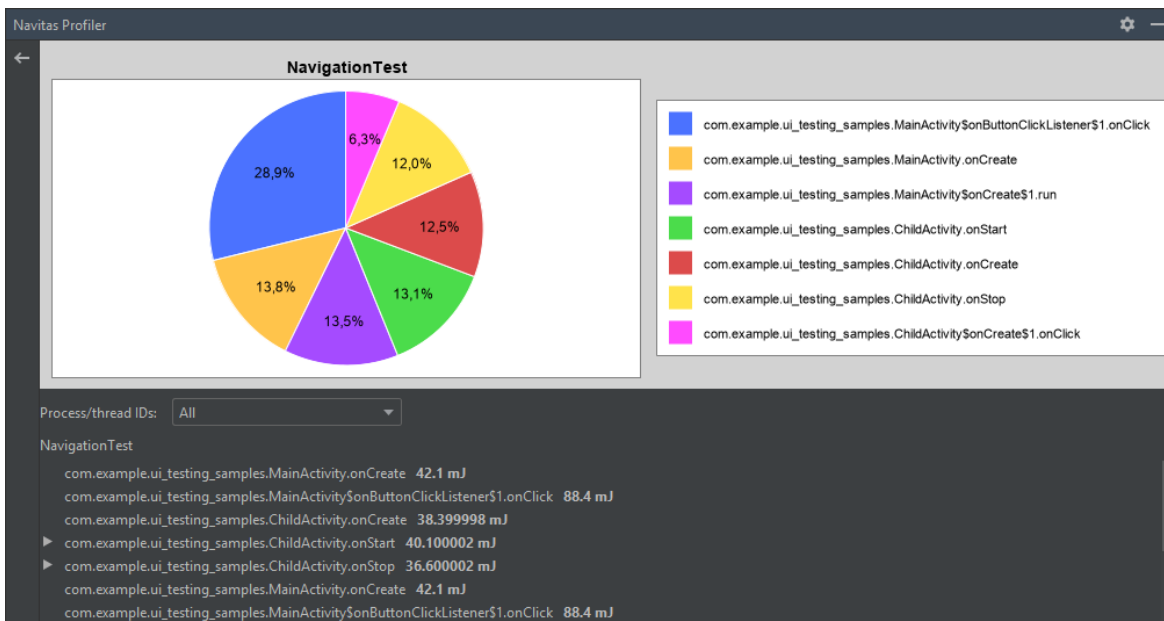 Navitas Profiler
NavigationTest
6,3%
12,0%
28,9%
12,5%
13,8%
13,1%
13,5%
com.example.ui_testing_samples.MainActivity$onButtonClickListener$1.onClick
com.example.ui_testing_samples.MainActivity.onCreate
com.example.ui_testing_samples.MainActivity$onCreate$1.run
com.example.ui_testing_samples.ChildActivity.onStart
com.example.ui_testing_samples.ChildActivity.onCreate
com.example.ui_testing_samples.ChildActivity.onStop
com.example.ui_testing_samples.ChildActivity$onCreate$1.onClick
Process/thread IDs: All
NavigationTest
com.example.ui_testing_samples.MainActivity.onCreate 42.1 mJ
com.example.ui_testing_samples.MainActivity$onButtonClickListener$1.onClick 88.4 mJ
com.example.ui_testing_samples.ChildActivity.onCreate 38.399998 mJ
com.example.ui_testing_samples.ChildActivity.onStart 40.100002 mJ
com.example.ui_testing_samples.ChildActivity.onStop 36.600002 mJ
com.example.ui_testing_samples.MainActivity.onCreate 42.1 mJ
com.example.ui_testing_samples.MainActivity$onButtonClickListener$1.onClick 88.4 mJ